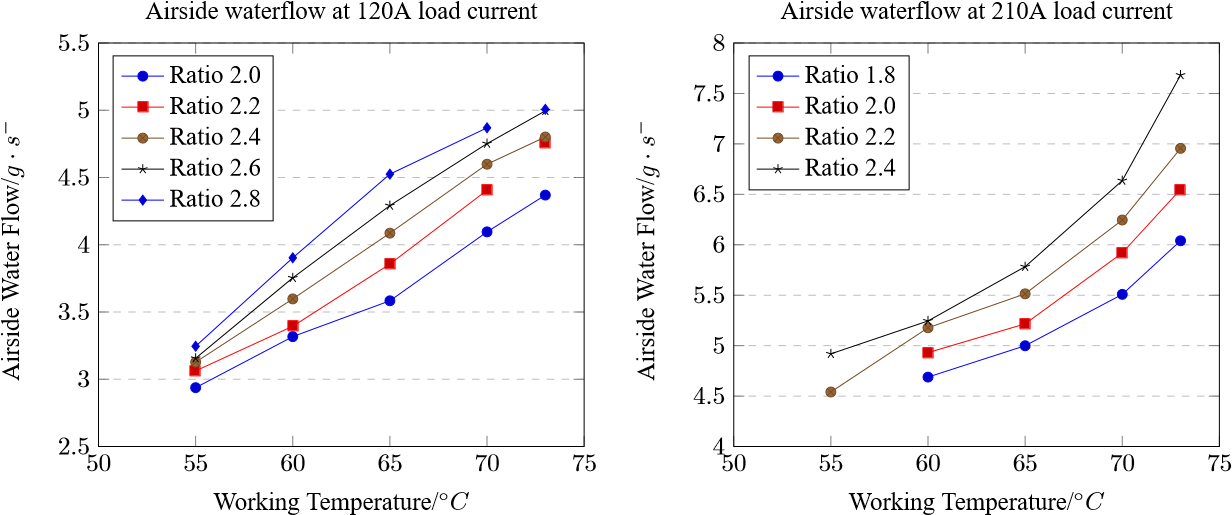 Airside waterflow at 120A load current
5.5
5
4.5
4
3.5
3
2.5
50
55
60
65
70
75
Airside Water Flow/g · s⁻
Working Temperature/°C
Ratio 2.0
Ratio 2.2
Ratio 2.4
Ratio 2.6
Ratio 2.8
Airside waterflow at 210A load current
8
7.5
7
6.5
6
5.5
5
4.5
4
50
55
60
65
70
75
Airside Water Flow/g · s⁻
Working Temperature/°C
Ratio 1.8
Ratio 2.0
Ratio 2.2
Ratio 2.4